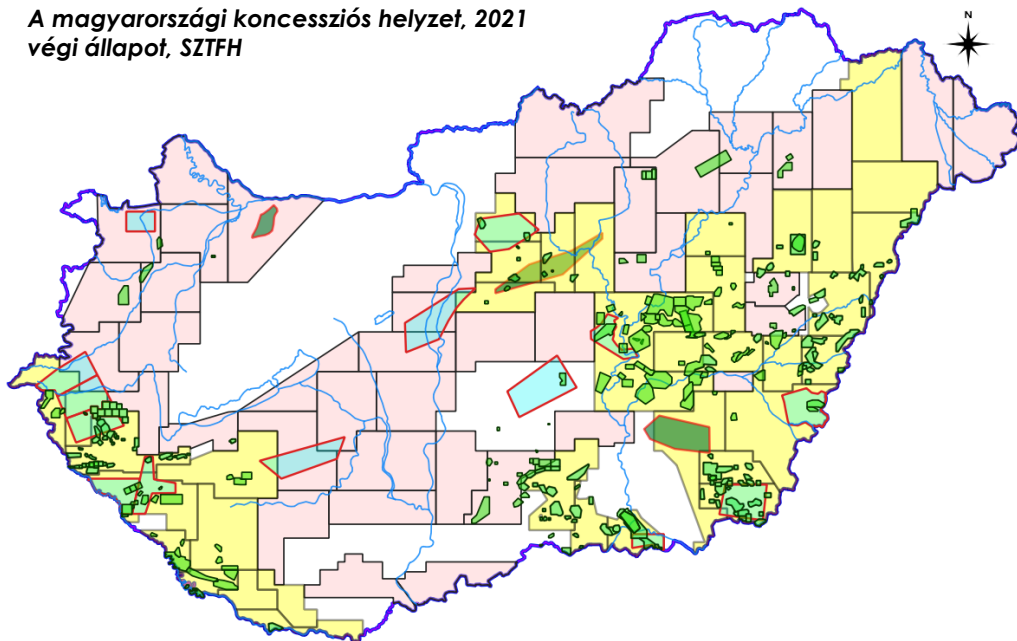 A magyarországi koncessziós helyzet, 2021
végi állapot, SZTFH
N